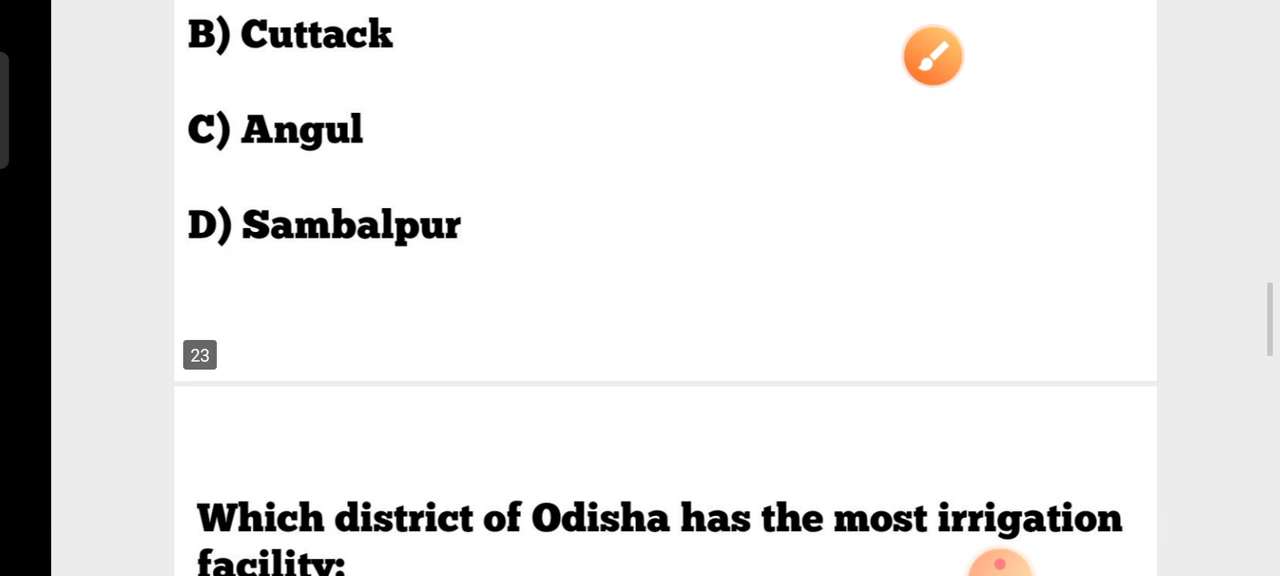 B) Cuttack
C) Angul
D) Sambalpur
23
Which district of Odisha has the most irrigation
facility: